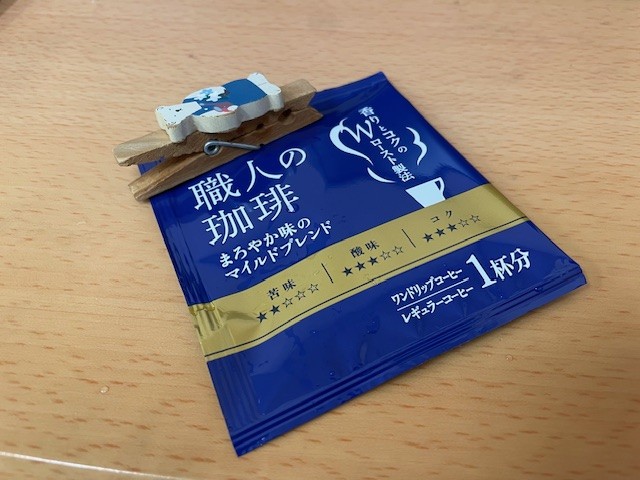 職人の
珈琲
まろやか味の
マイルドブレンド
香りとコクの
Wロースト製法
苦味
★★☆☆☆
酸味
★★★☆☆
コク
★★★☆☆
ワンドリップコーヒー
レギュラーコーヒー
1杯分